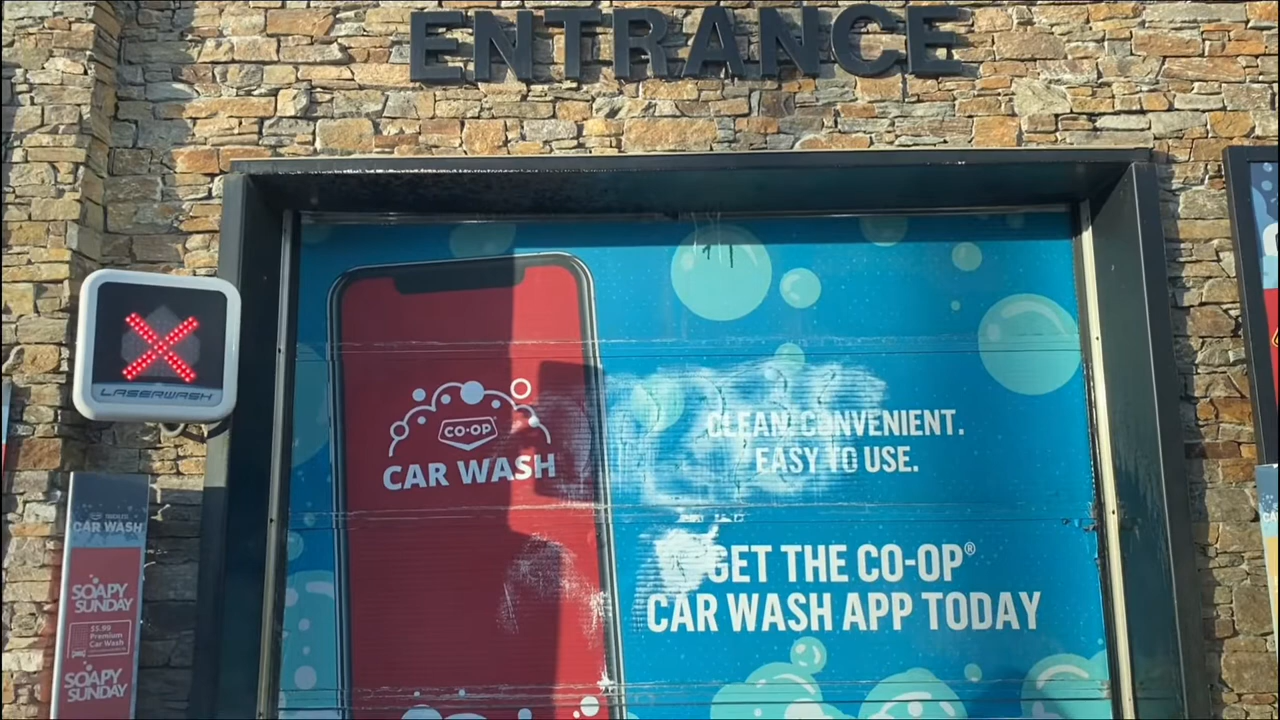 ENTRANCE
LASERWASH
CO-OP
CAR WASH
CLEAN. CONVENIENT.
EASY TO USE.
GET THE CO-OP®
CAR WASH APP TODAY
CAR WASH
SOAPY
SUNDAY
$5.99
Premium
Car Wash
SOAPY
SUNDAY